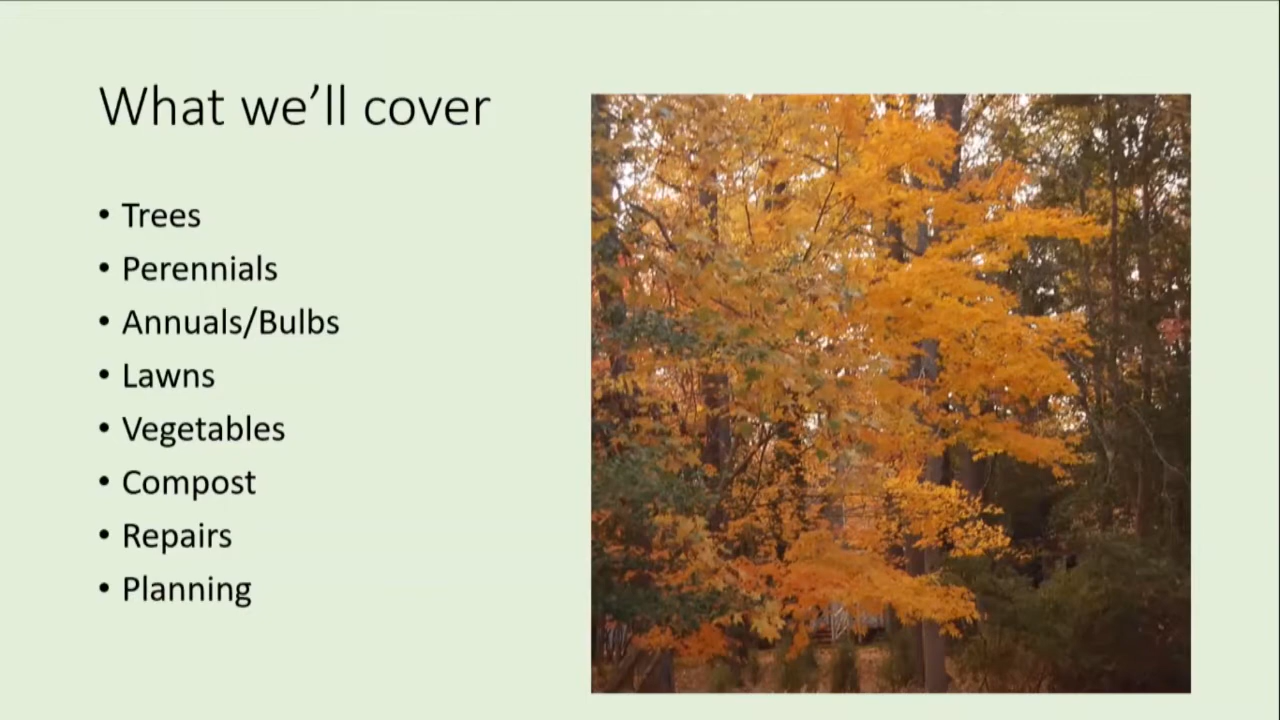 What we’ll cover
• Trees
• Perennials
• Annuals/Bulbs
• Lawns
• Vegetables
• Compost
• Repairs
• Planning